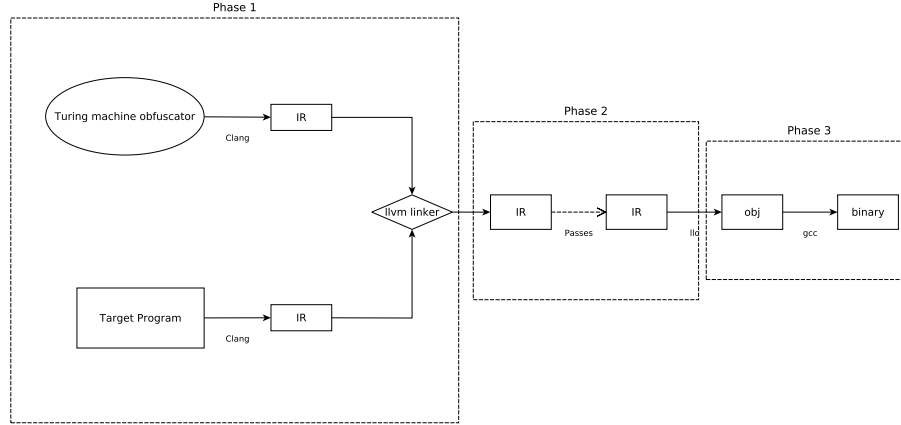 Phase 1
Turing machine obfuscator
Clang
IR
llvm linker
Target Program
Clang
IR
Phase 2
IR
Passes
IR
Phase 3
obj
gcc
binary